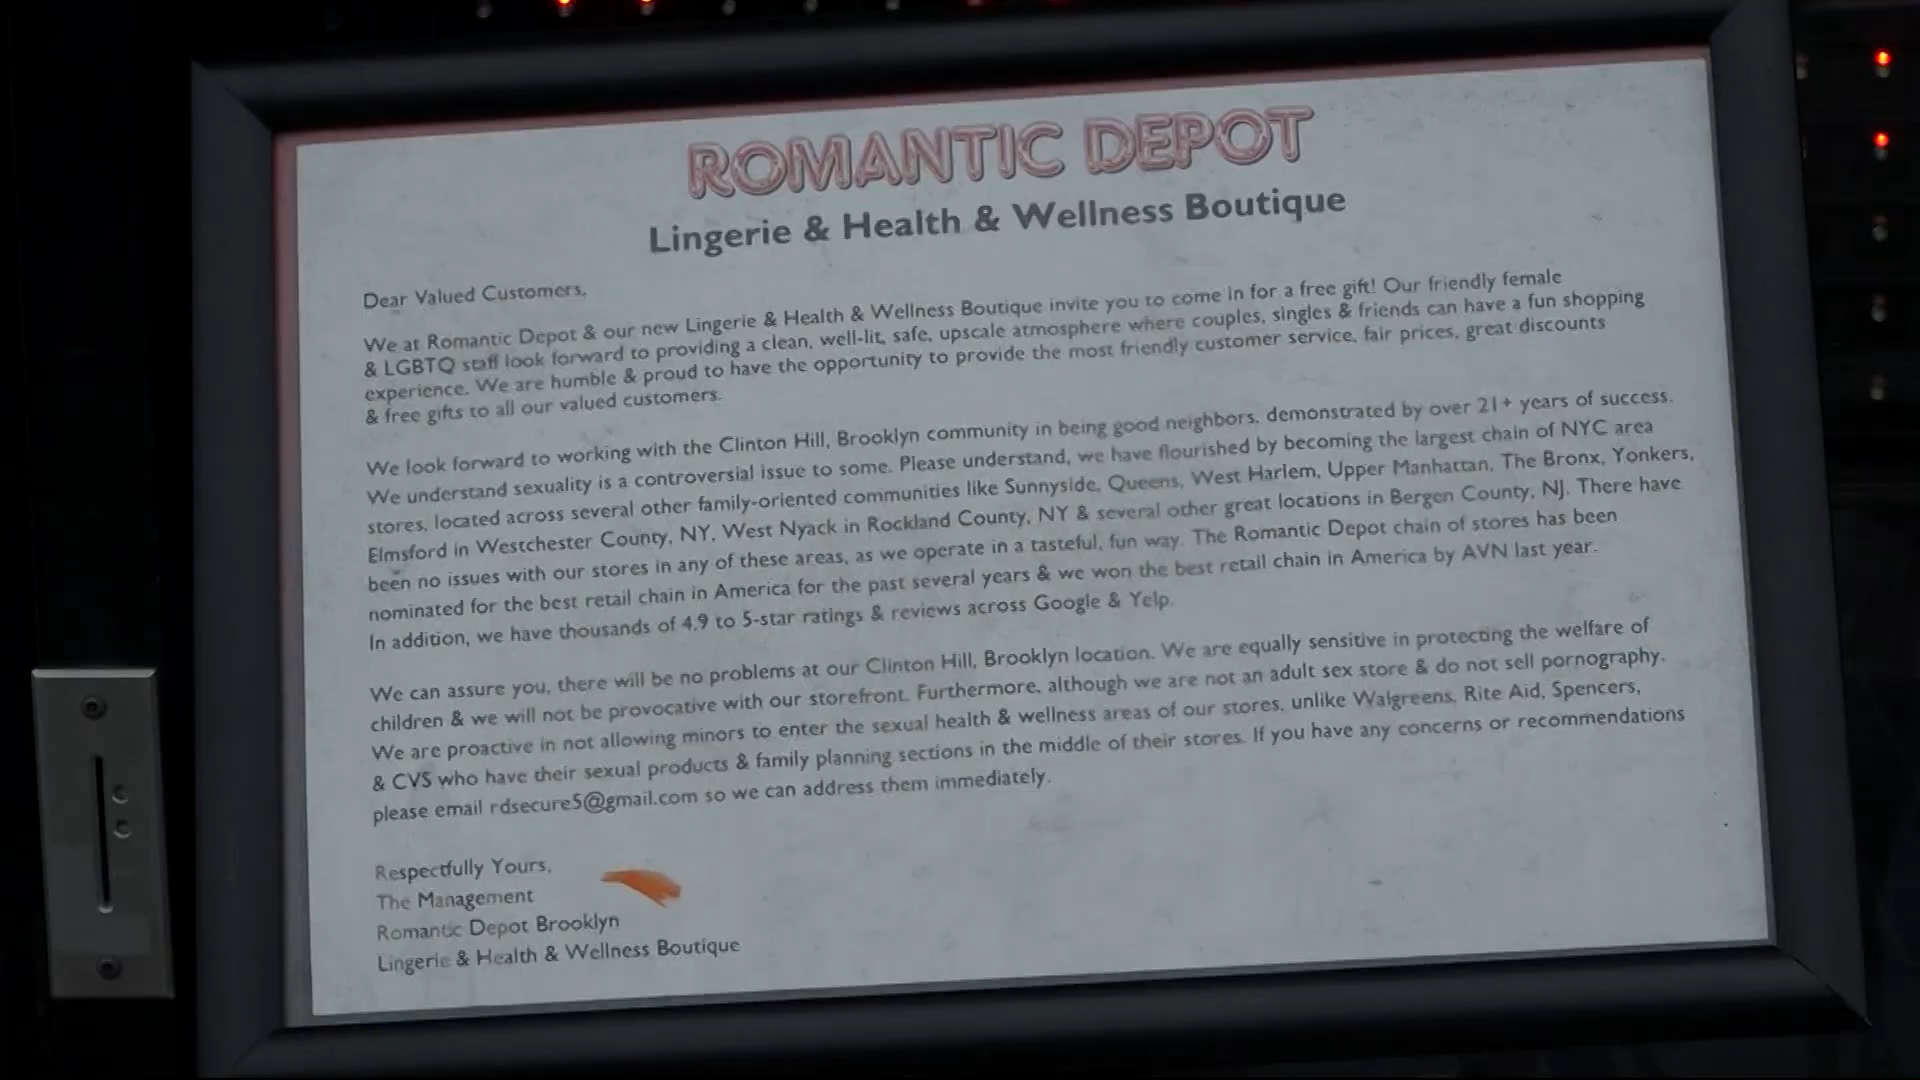 ROMANTIC DEPOT
Lingerie & Health & Wellness Boutique
Dear Valued Customers,
We at Romantic Depot & our new Lingerie & Health & Wellness Boutique invite you to come in for a free gift! Our friendly female
& LGBTQ staff look forward to providing a clean, well-lit, safe, upscale atmosphere where couples, singles & friends can have a fun shopping
experience. We are humble & proud to have the opportunity to provide the most friendly customer service, fair prices, great discounts
& free gifts to all our valued customers.
We look forward to working with the Clinton Hill, Brooklyn community in being good neighbors, demonstrated by over 21+ years of success.
We understand sexuality is a controversial issue to some. Please understand, we have flourished by becoming the largest chain of NYC area
stores, located across several other family-oriented communities like Sunnyside, Queens, West Harlem, Upper Manhattan, The Bronx, Yonkers,
Elmsford in Westchester County, NY, West Nyack in Rockland County, NY & several other great locations in Bergen County, NJ. There have
been no issues with our stores in any of these areas, as we operate in a tasteful, fun way. The Romantic Depot chain of stores has been
nominated for the best retail chain in America for the past several years & we won the best retail chain in America by AVN last year.
In addition, we have thousands of 4.9 to 5-star ratings & reviews across Google & Yelp.
We can assure you, there will be no problems at our Clinton Hill, Brooklyn location. We are equally sensitive in protecting the welfare of
children & we will not be provocative with our storefront. Furthermore, although we are not an adult sex store & do not sell pornography.
We are proactive in not allowing minors to enter the sexual health & wellness areas of our stores, unlike Walgreens, Rite Aid, Spencers,
& CVS who have their sexual products & family planning sections in the middle of their stores. If you have any concerns or recommendations
please email rdsecure5@gmail.com so we can address them immediately.
Respectfully Yours,
The Management
Romantic Depot Brooklyn
Lingerie & Health & Wellness Boutique